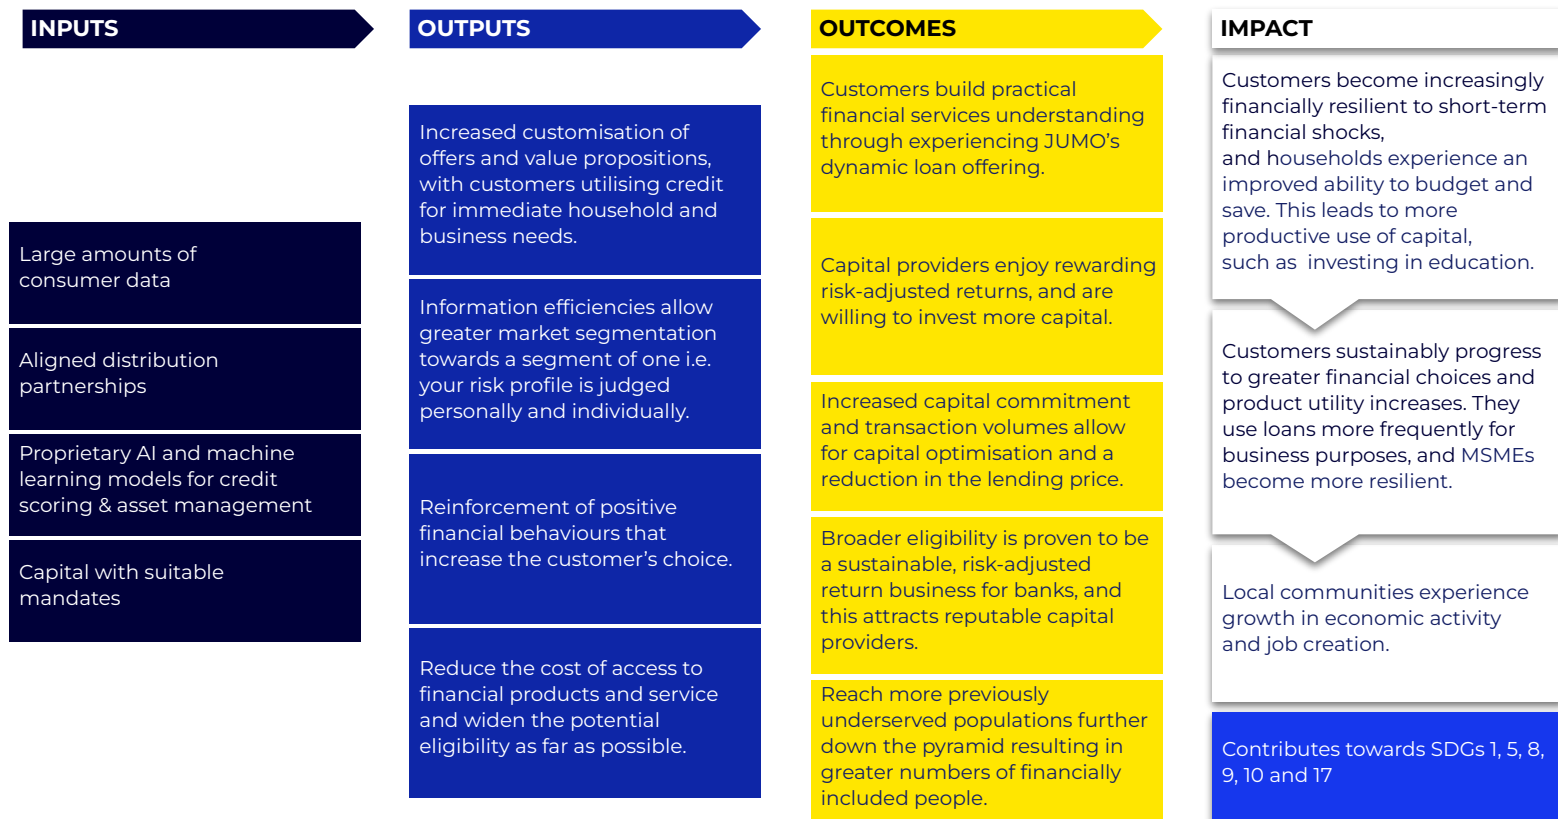 INPUTS
Large amounts of
consumer data
Aligned distribution
partnerships
Proprietary AI and machine
learning models for credit
scoring & asset management
Capital with suitable
mandates
OUTPUTS
Increased customisation of
offers and value propositions,
with customers utilising credit
for immediate household and
business needs.
Information efficiencies allow
greater market segmentation
towards a segment of one i.e.
your risk profile is judged
personally and individually.
Reinforcement of positive
financial behaviours that
increase the customer's choice.
Reduce the cost of access to
financial products and service
and widen the potential
eligibility as far as possible.
OUTCOMES
Customers build practical
financial services understanding
through experiencing JUMO's
dynamic loan offering.
Capital providers enjoy rewarding
risk-adjusted returns, and are
willing to invest more capital.
Increased capital commitment
and transaction volumes allow
for capital optimisation and a
reduction in the lending price.
Broader eligibility is proven to be
a sustainable, risk-adjusted
return business for banks, and
this attracts reputable capital
providers.
Reach more previously
underserved populations further
down the pyramid resulting in
greater numbers of financially
included people.
IMPACT
Customers become increasingly
financially resilient to short-term
financial shocks,
and households experience an
improved ability to budget and
save. This leads to more
productive use of capital,
such as  investing in education.
Customers sustainably progress
to greater financial choices and
product utility increases. They
use loans more frequently for
business purposes, and MSMEs
become more resilient.
Local communities experience
growth in economic activity
and job creation.
Contributes towards SDGs 1, 5, 8,
9, 10 and 17